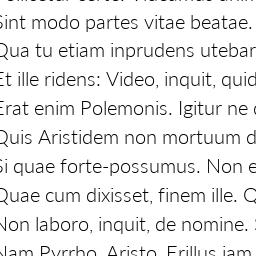 Sint modo partes vitae beatae.
Qua tu etiam inprudens utebar
Et ille ridens: Video, inquit, quid
Erat enim Polemonis. Igitur ne
Quis Aristidem non mortuum d
Si quae forte-possumus. Non e
Quae cum dixisset, finem ille. Q
Non laboro, inquit, de nomine.
Nam Pyrrho, Aristo, Erillus iam